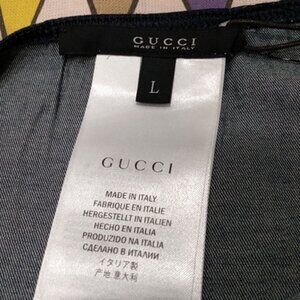 GUCCI
MADE IN ITALY
L
GUCCI
MADE IN ITALY
FABRIQUE EN ITALIE
HERGESTELLT IN ITALIEN
HECHO EN ITALIA
PRODUZIDO NA ITÁLIA
СДЕЛАНО В ИТАЛИИ
イタリア製
产地 意大利